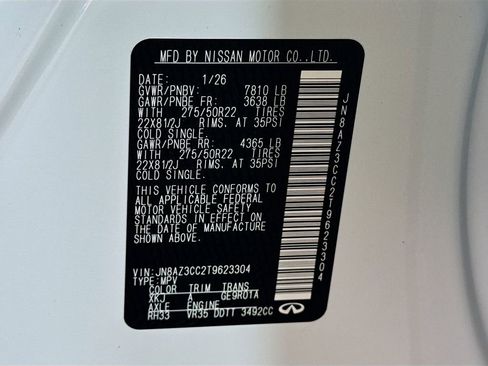 MFD BY NISSAN MOTOR CO.,LTD.
DATE: 1/26
GVWR/PNBV: 7810 LB
GAWR/PNBE FR: 3638 LB
WITH 275/50R22 TIRES
22X81/2J RIMS. AT 35PSI
COLD SINGLE.
GAWR/PNBE RR: 4365 LB
WITH 275/50R22 TIRES
22X81/2J RIMS. AT 35PSI
COLD SINGLE.
THIS VEHICLE CONFORMS TO
ALL APPLICABLE FEDERAL
MOTOR VEHICLE SAFETY
STANDARDS IN EFFECT ON
THE DATE OF MANUFACTURE
SHOWN ABOVE.
VIN: JN8AZ3CC2T9623304
TYPE: MPV
COLOR TRIM TRANS
XKJ A GE9R01A
AXLE ENGINE
RH33 VR35 DDTT 3492CC
JN8AZ3CC2T9623304